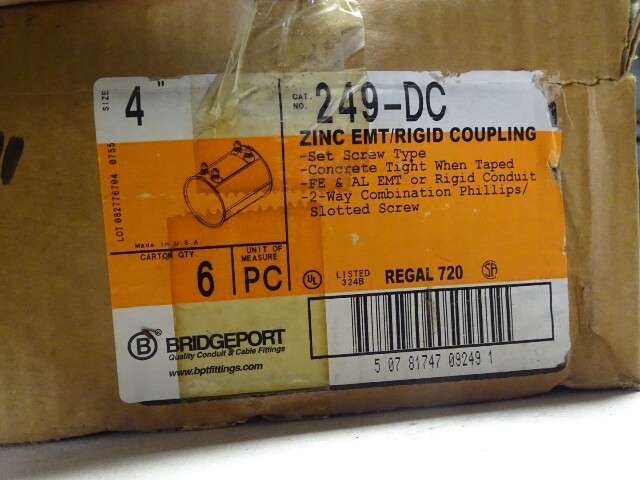 SIZE 4" CAT. NO. 249-DC
ZINC EMT/RIGID COUPLING
-Set Screw Type
-Concrete Tight When Taped
-FE & AL EMT or Rigid Conduit
-2-Way Combination Phillips/
Slotted Screw
LOT 082776704 0755
Made in U.S.A
CARTON QTY. 6 UNIT OF MEASURE PC
UL LISTED 324B REGAL 720 SA
B ® BRIDGEPORT
Quality Conduit & Cable Fittings
www.bptfittings.com
5 07 81747 09249 1